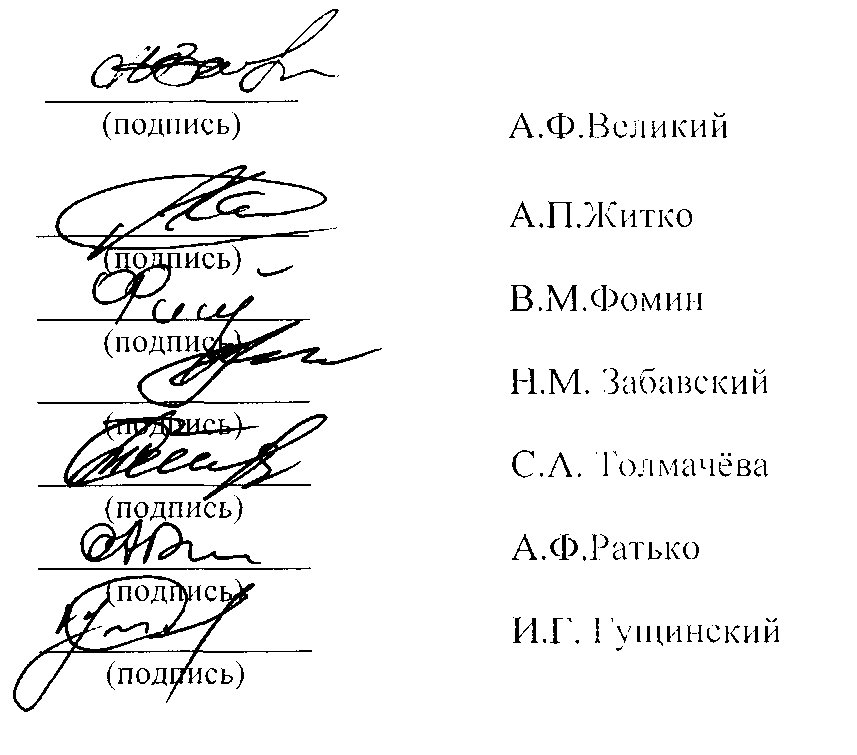 (подпись) А.Ф.Великий
(подпись) А.П.Житко
(подпись) В.М.Фомин
(подпись) Н.М. Забавский
(подпись) С.А. Толмачёва
(подпись) А.Ф.Ратько
(подпись) И.Г. Гущинский